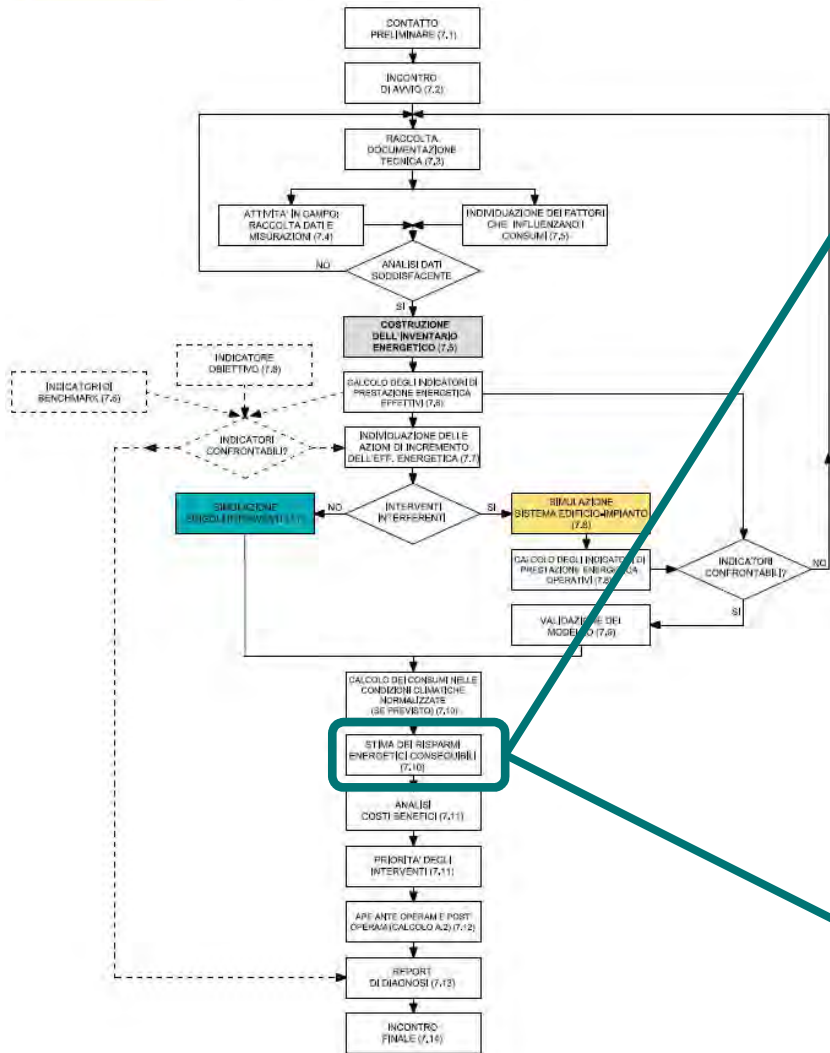 CONTATTO
PRELIMINARE (7.1)
INCONTRO
DI AVVIO (7.2)
RACCOLTA
DOCUMENTAZIONE
TECNICA (7.3)
ATTIVITA' IN CAMPO:
RACCOLTA DATI E
MISURAZIONI (7.4)
INDIVIDUAZIONE DEI FATTORI
CHE INFLUENZANO I
CONSUMI (7.5)
NO
ANALISI DATI
SODDISFACENTE
SI
COSTRUZIONE
DELL'INVENTARIO
ENERGETICO (7.5)
INDICATORE
OBIETTIVO (7.8)
INDICATORI DI
BENCHMARK (7.6)
CALCOLO DEGLI INDICATORI DI
PRESTAZIONE ENERGETICA
EFFETTIVI (7.6)
INDICATORI
CONFRONTABILI?
INDIVIDUAZIONE DELLE
AZIONI DI INCREMENTO
DELL'EFF. ENERGETICA (7.7)
SIMULAZIONE
NO
INTERVENTI
INTERFERENTI
SI
SIMULAZIONE
SISTEMA EDIFICIO-IMPIANTO
(7.8)
CALCOLO DEGLI INDICATORI DI
PRESTAZIONE ENERGETICA
OPERATIVI (7.8)
INDICATORI
CONFRONTABILI?
NO
SI
VALIDAZIONE DEL
MODELLO (7.9)
CALCOLO DEI CONSUMI NELLE
CONDIZIONI CLIMATICHE
NORMALIZZATE
(SE PREVISTO) (7.10)
STIMA DEI RISPARMI
ENERGETICI CONSEGUIBILI
(7.10)
ANALISI
COSTI BENEFICI (7.11)
PRIORITA' DEGLI
INTERVENTI (7.11)
APE ANTE OPERAM E POST
OPERAM (CALCOLO A.2) (7.12)
REPORT
DI DIAGNOSI (7.13)
INCONTRO
FINALE (7.14)